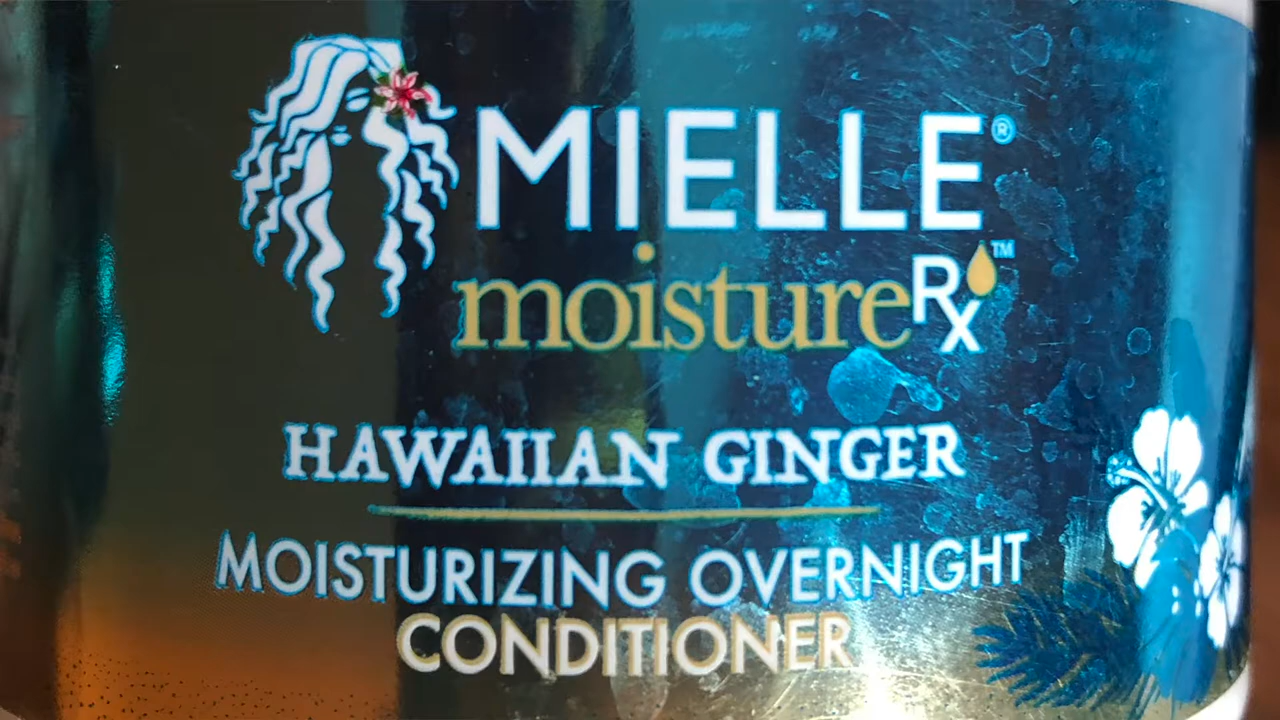 MIELLE®
moistureRx™
HAWAIIAN GINGER
MOISTURIZING OVERNIGHT
CONDITIONER